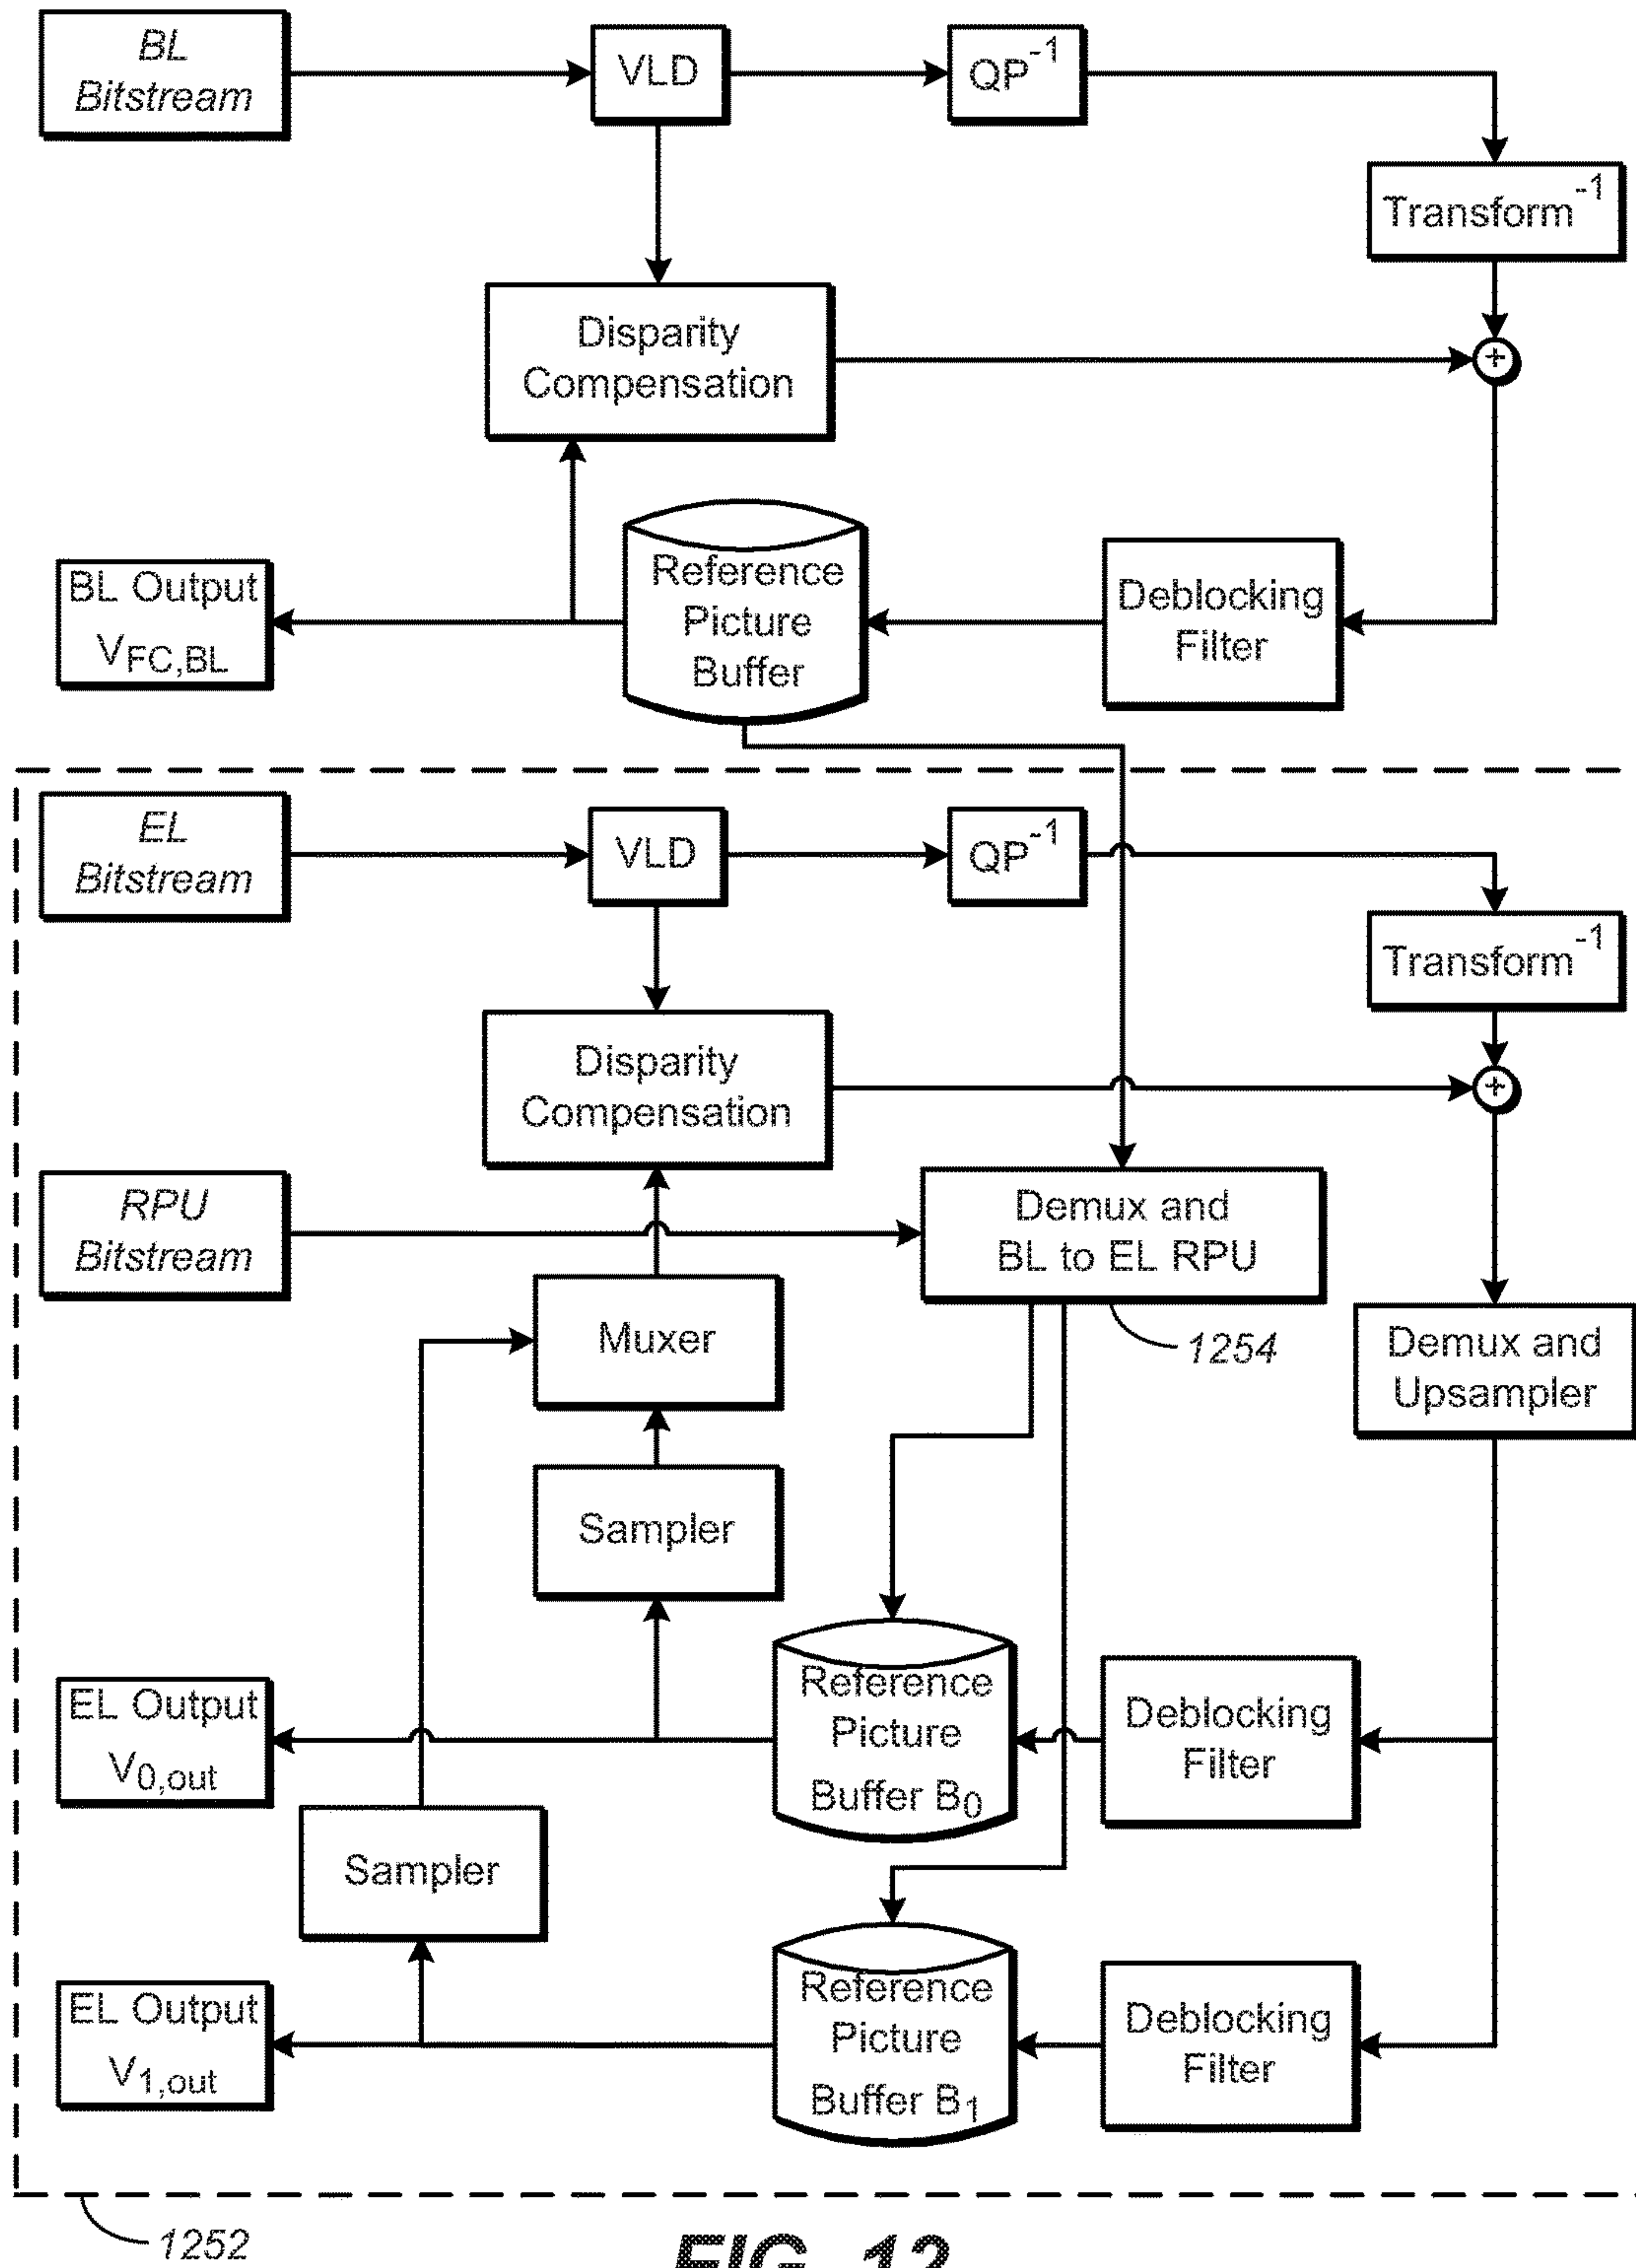 BL
Bitstream
VLD
QP-1
Transform-1
Disparity
Compensation
BL Output
VFC,BL
Reference
Picture
Buffer
Deblocking
Filter
EL
Bitstream
VLD
QP-1
Transform-1
Disparity
Compensation
RPU
Bitstream
Demux and
BL to EL RPU
1254
Muxer
Demux and
Upsampler
Sampler
EL Output
V0,out
Reference
Picture
Buffer B0
Deblocking
Filter
Sampler
EL Output
V1,out
Reference
Picture
Buffer B1
Deblocking
Filter
1252
FIG. 12